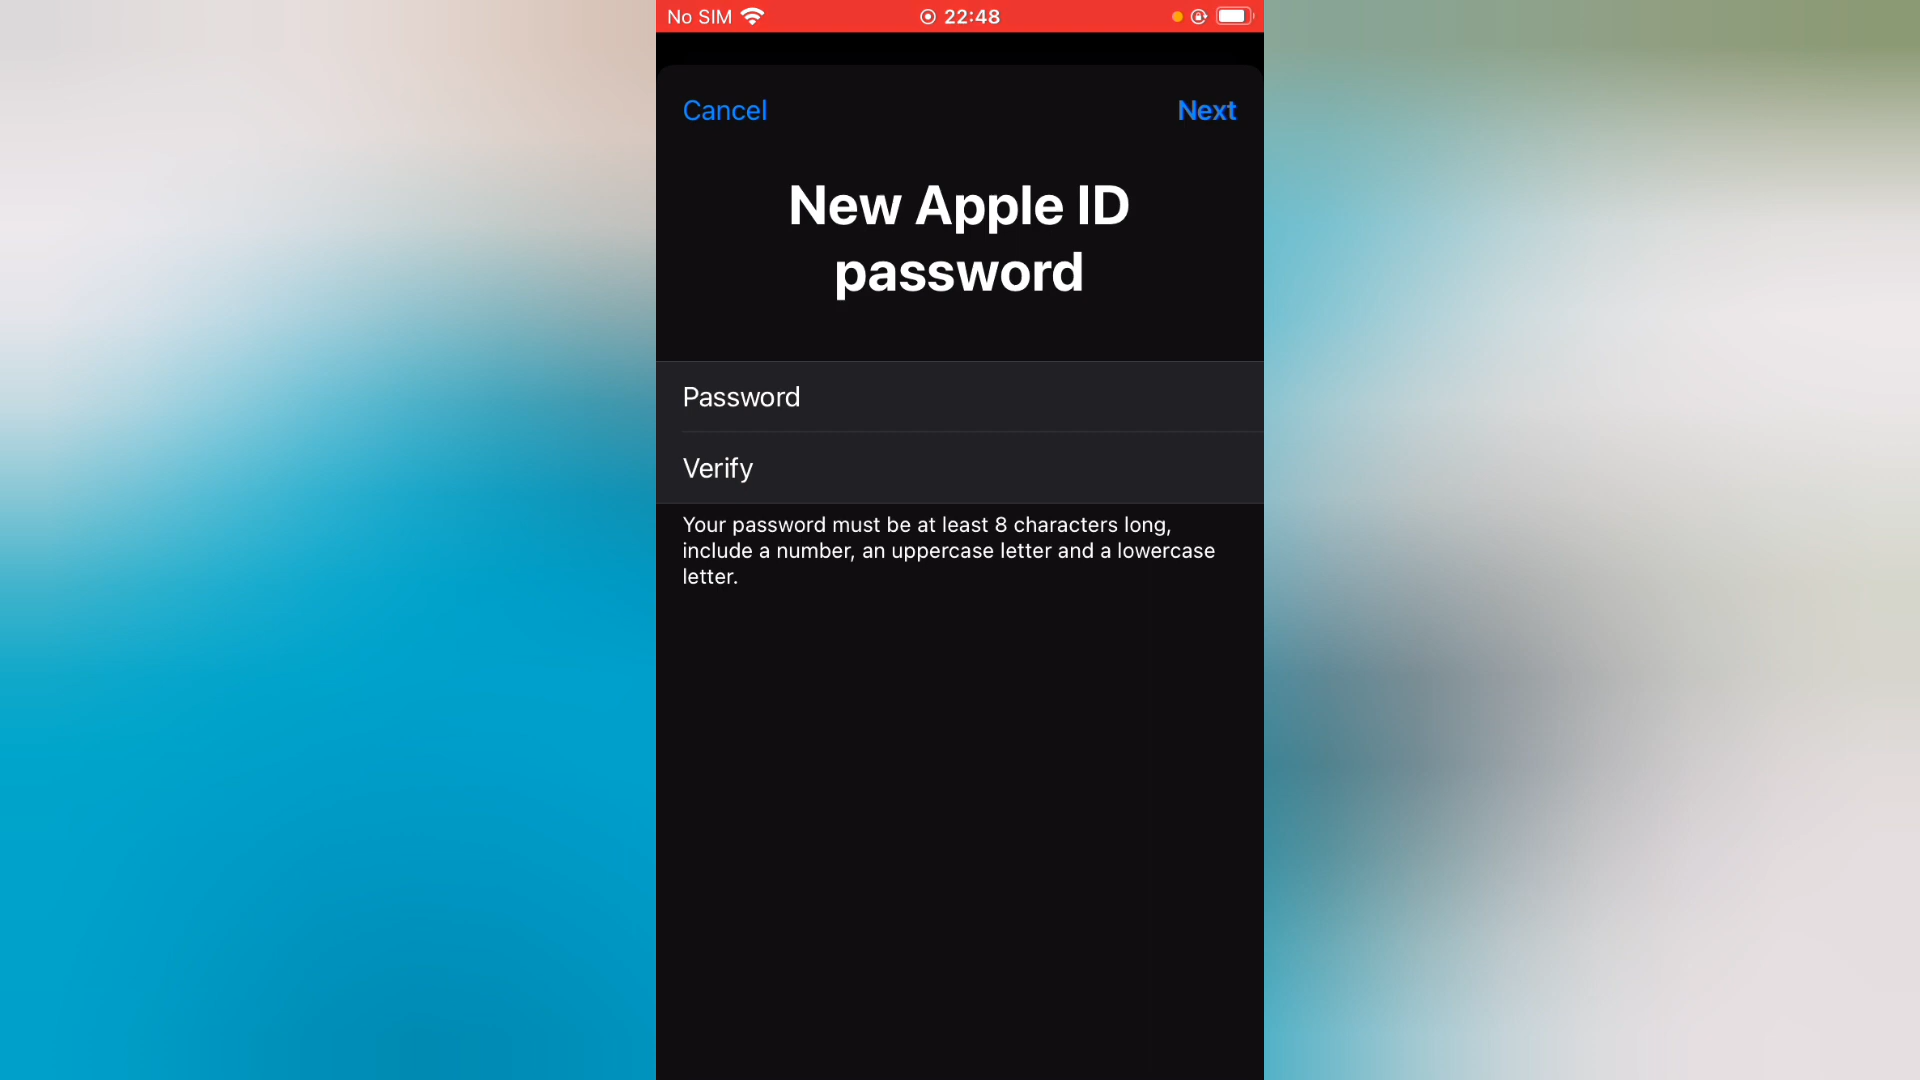 No SIM 22:48
Cancel Next
New Apple ID
password
Password
Verify
Your password must be at least 8 characters long,
include a number, an uppercase letter and a lowercase
letter.